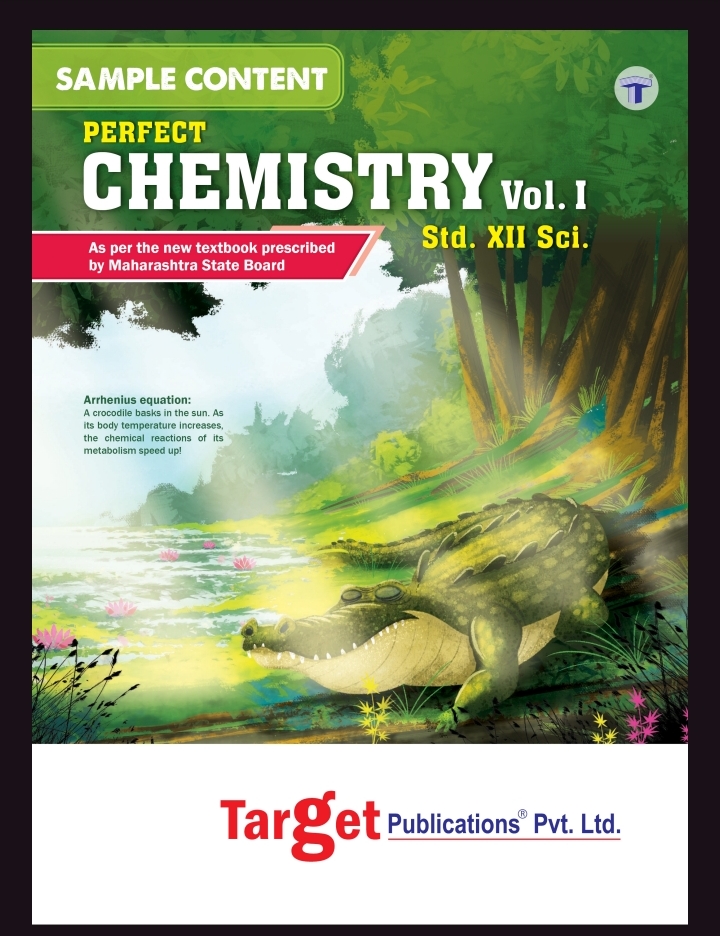 SAMPLE CONTENT
PERFECT
CHEMISTRY Vol. I
Std. XII Sci.
As per the new textbook prescribed
by Maharashtra State Board
Arrhenius equation:
A crocodile basks in the sun. As
its body temperature increases,
the chemical reactions of its
metabolism speed up!
Target Publications® Pvt. Ltd.